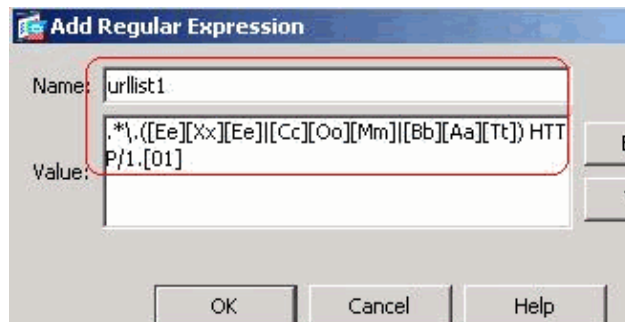 Add Regular Expression
Name: urllist1
Value: .*\.([Ee][Xx][Ee]|[Cc][Oo][Mm]|[Bb][Aa][Tt]) HTT
P/1.[01]
OK Cancel Help